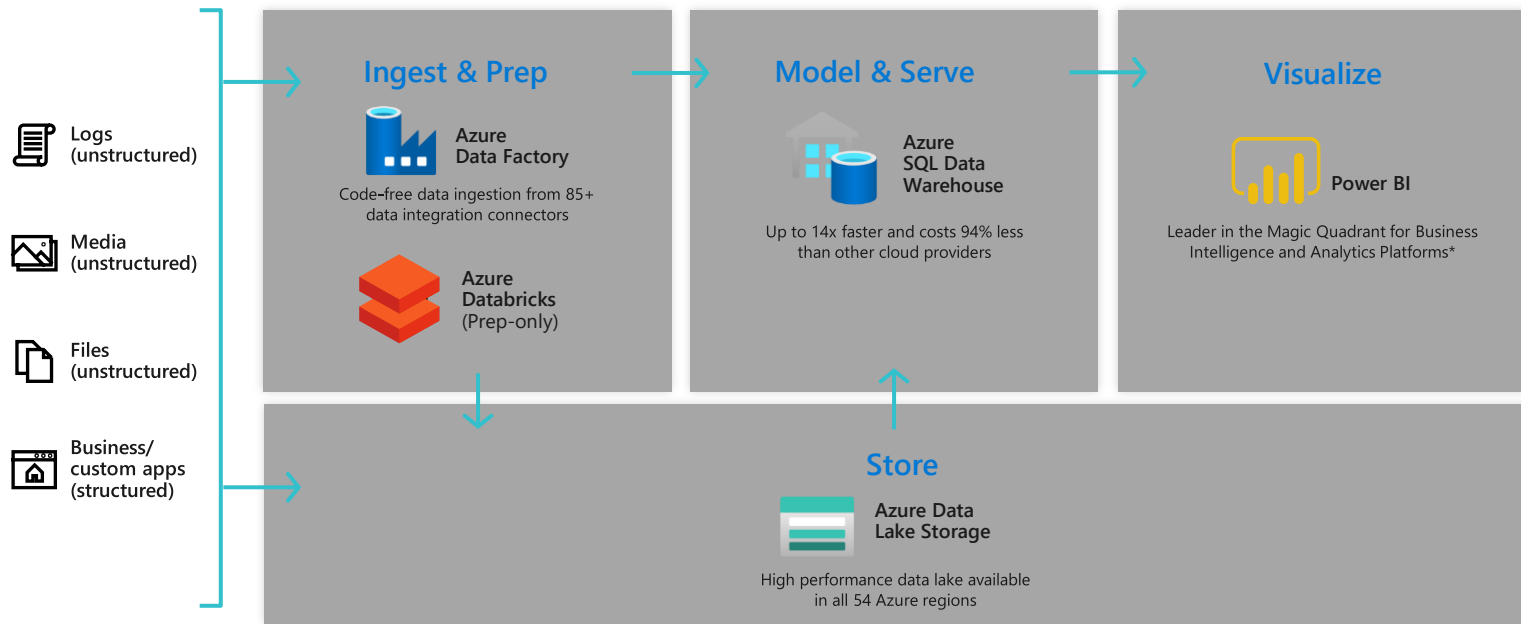 Logs
(unstructured)
Media
(unstructured)
Files
(unstructured)
Business/
custom apps
(structured)
Ingest & Prep
Azure
Data Factory
Code-free data ingestion from 85+
data integration connectors
Azure
Databricks
(Prep-only)
Model & Serve
Azure
SQL Data
Warehouse
Up to 14x faster and costs 94% less
than other cloud providers
Visualize
Power BI
Leader in the Magic Quadrant for Business
Intelligence and Analytics Platforms*
Store
Azure Data
Lake Storage
High performance data lake available
in all 54 Azure regions